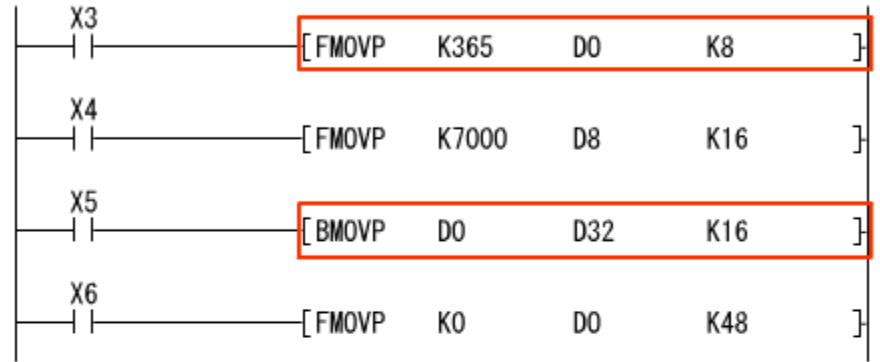 X3
[FMOVP K365 D0 K8 ]
X4
[FMOVP K7000 D8 K16 ]
X5
[BMOVP D0 D32 K16 ]
X6
[FMOVP K0 D0 K48 ]